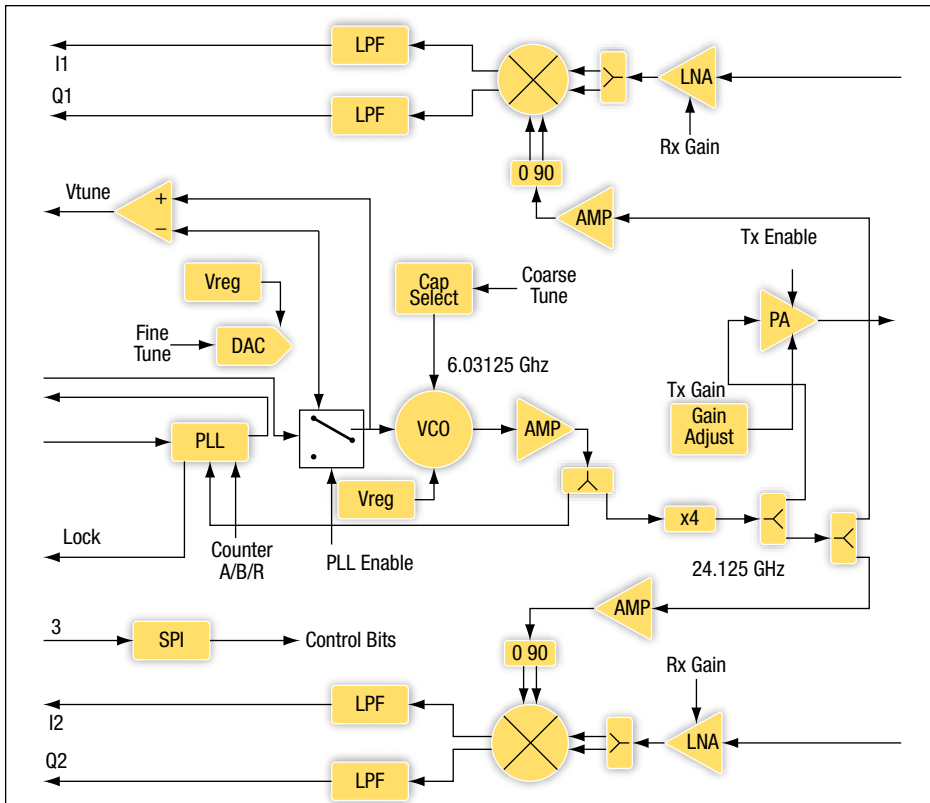 I1
LPF
LNA
Q1
LPF
Rx Gain
0 90
Vtune
+
−
AMP
Tx Enable
Vreg
Cap
Select
Coarse
Tune
Fine
Tune
DAC
PA
6.03125 Ghz
Tx Gain
Gain
Adjust
PLL
VCO
AMP
Vreg
x4
Lock
Counter
A/B/R
PLL Enable
24.125 GHz
AMP
3
SPI
Control Bits
0 90
Rx Gain
I2
LPF
LNA
Q2
LPF